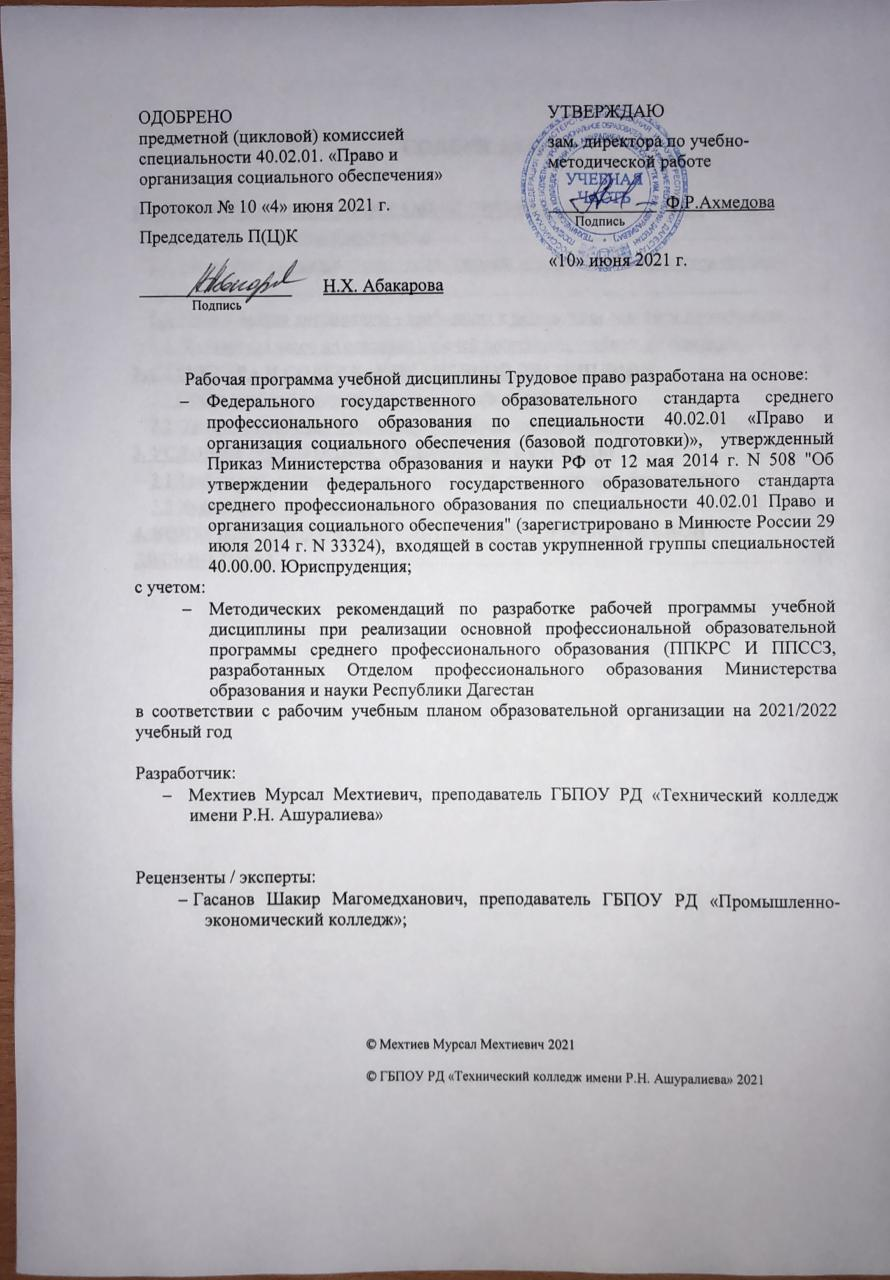 ОДОБРЕНО
предметной (цикловой) комиссией
специальности 40.02.01. «Право и
организация социального обеспечения»
Протокол № 10 «4» июня 2021 г.
Председатель П(Ц)К
Н.Х. Абакарова
Подпись
УТВЕРЖДАЮ
зам. директора по учебно-
методической работе
УЧЕБНАЯ
ЧАСТЬ
Ф.Р.Ахмедова
Подпись
«10» июня 2021 г.
Рабочая программа учебной дисциплины Трудовое право разработана на основе:
– Федерального государственного образовательного стандарта среднего
профессионального образования по специальности 40.02.01 «Право и
организация социального обеспечения (базовой подготовки)», утвержденный
Приказ Министерства образования и науки РФ от 12 мая 2014 г. N 508 "Об
утверждении федерального государственного образовательного стандарта
среднего профессионального образования по специальности 40.02.01 Право и
организация социального обеспечения" (зарегистрировано в Минюсте России 29
июля 2014 г. N 33324), входящей в состав укрупненной группы специальностей
40.00.00. Юриспруденция;
с учетом:
– Методических рекомендаций по разработке рабочей программы учебной
дисциплины при реализации основной профессиональной образовательной
программы среднего профессионального образования (ППКРС И ППССЗ,
разработанных Отделом профессионального образования Министерства
образования и науки Республики Дагестан
в соответствии с рабочим учебным планом образовательной организации на 2021/2022
учебный год
Разработчик:
– Мехтиев Мурсал Мехтиевич, преподаватель ГБПОУ РД «Технический колледж
имени Р.Н. Ашуралиева»
Рецензенты / эксперты:
– Гасанов Шакир Магомедханович, преподаватель ГБПОУ РД «Промышленно-
экономический колледж»;
© Мехтиев Мурсал Мехтиевич 2021
© ГБПОУ РД «Технический колледж имени Р.Н. Ашуралиева» 2021